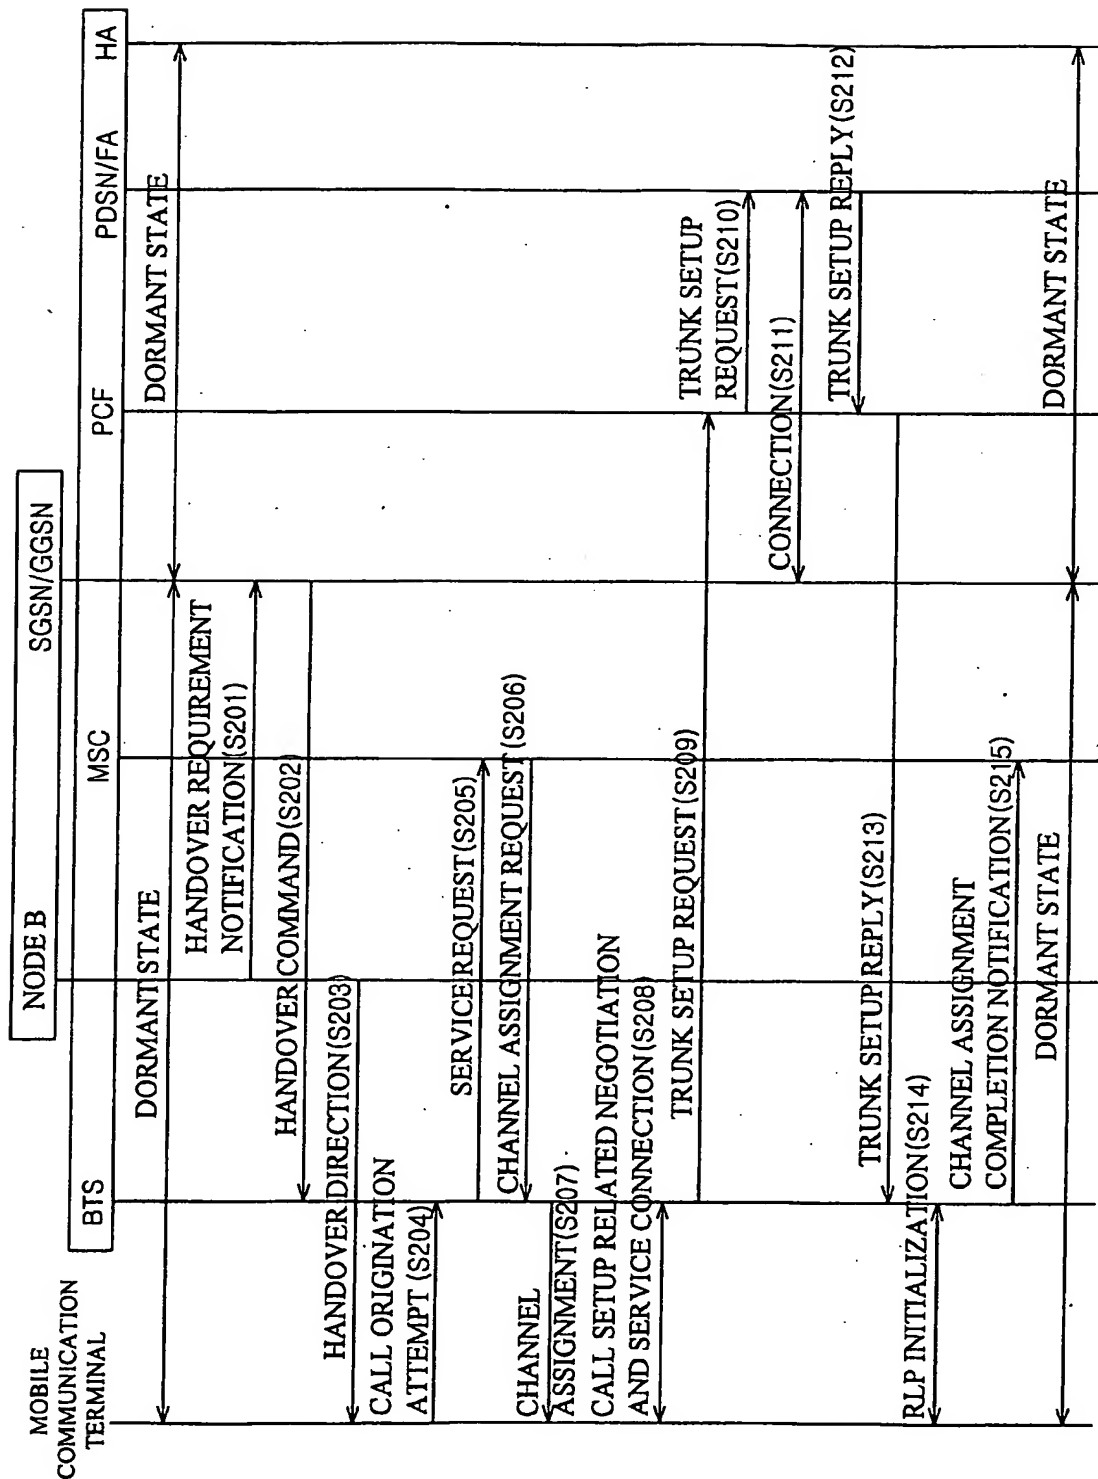 MOBILE
COMMUNICATION
TERMINAL
NODE B
SGSN/GGSN
BTS
MSC
PCF
PDSN/FA
HA
DORMANT STATE
DORMANT STATE
HANDOVER REQUIREMENT
NOTIFICATION(S201)
HANDOVER COMMAND(S202)
HANDOVER DIRECTION(S203)
CALL ORIGINATION
ATTEMPT (S204)
SERVICE REQUEST(S205)
CHANNEL ASSIGNMENT REQUEST (S206)
CHANNEL
ASSIGNMENT(S207)
CALL SETUP RELATED NEGOTIATION
AND SERVICE CONNECTION(S208)
TRUNK SETUP REQUEST(S209)
TRUNK SETUP
REQUEST(S210)
CONNECTION(S211)
TRUNK SETUP REPLY(S212)
TRUNK SETUP REPLY(S213)
RLP INITIALIZATION(S214)
CHANNEL ASSIGNMENT
COMPLETION NOTIFICATION(S215)
DORMANT STATE
DORMANT STATE